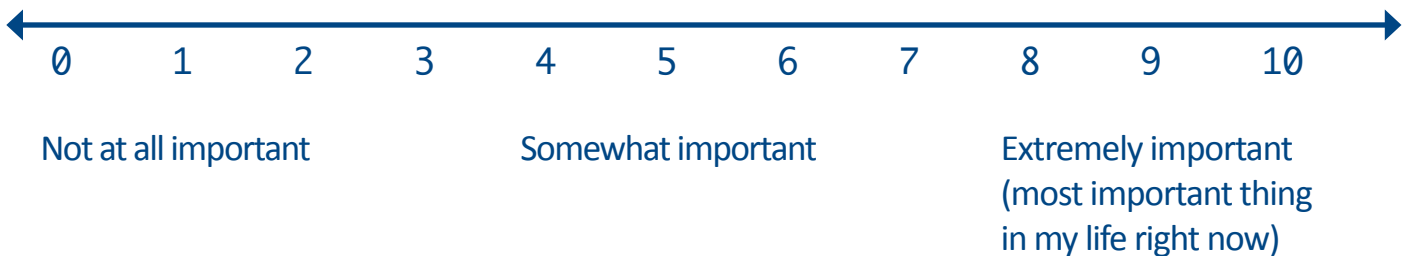 0 1 2 3 4 5 6 7 8 9 10
Not at all important Somewhat important Extremely important
(most important thing
in my life right now)